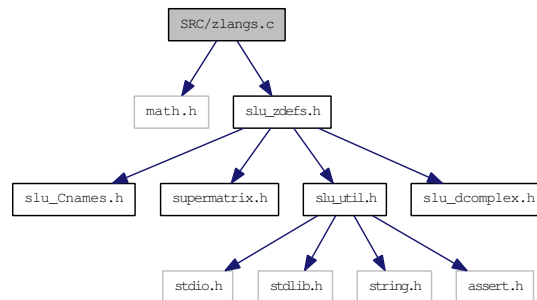 SRC/zlangs.c
math.h
slu_zdefs.h
slu_Cnames.h
supermatrix.h
slu_util.h
slu_dcomplex.h
stdio.h
stdlib.h
string.h
assert.h